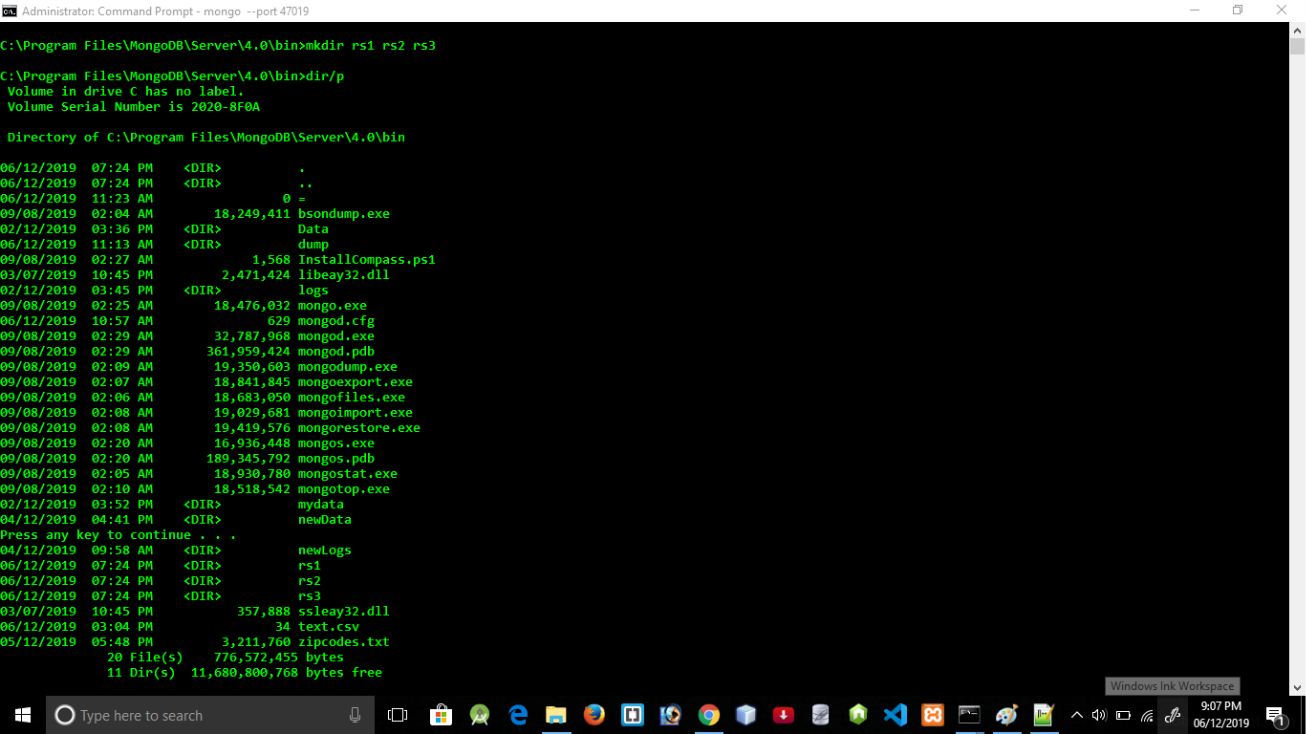 Administrator: Command Prompt - mongo  --port 47019
C:\Program Files\MongoDB\Server\4.0\bin>mkdir rs1 rs2 rs3
C:\Program Files\MongoDB\Server\4.0\bin>dir/p
 Volume in drive C has no label.
 Volume Serial Number is 2020-8F0A
 Directory of C:\Program Files\MongoDB\Server\4.0\bin
06/12/2019  07:24 PM    <DIR>          .
06/12/2019  07:24 PM    <DIR>          ..
06/12/2019  11:23 AM                 0 =
09/08/2019  02:04 AM        18,249,411 bsondump.exe
02/12/2019  03:36 PM    <DIR>          Data
06/12/2019  11:13 AM    <DIR>          dump
09/08/2019  02:27 AM             1,568 InstallCompass.ps1
03/07/2019  10:45 PM         2,471,424 libeay32.dll
02/12/2019  03:45 PM    <DIR>          logs
09/08/2019  02:25 AM        18,476,032 mongo.exe
06/12/2019  10:57 AM               629 mongod.cfg
09/08/2019  02:29 AM        32,787,968 mongod.exe
09/08/2019  02:29 AM       361,959,424 mongod.pdb
09/08/2019  02:09 AM        19,350,603 mongodump.exe
09/08/2019  02:07 AM        18,841,845 mongoexport.exe
09/08/2019  02:06 AM        18,683,050 mongofiles.exe
09/08/2019  02:08 AM        19,029,681 mongoimport.exe
09/08/2019  02:08 AM        19,419,576 mongorestore.exe
09/08/2019  02:20 AM        16,936,448 mongos.exe
09/08/2019  02:20 AM       189,345,792 mongos.pdb
09/08/2019  02:05 AM        18,930,780 mongostat.exe
09/08/2019  02:10 AM        18,518,542 mongotop.exe
02/12/2019  03:52 PM    <DIR>          mydata
04/12/2019  04:41 PM    <DIR>          newData
Press any key to continue . . .
04/12/2019  09:58 AM    <DIR>          newLogs
06/12/2019  07:24 PM    <DIR>          rs1
06/12/2019  07:24 PM    <DIR>          rs2
06/12/2019  07:24 PM    <DIR>          rs3
03/07/2019  10:45 PM           357,888 ssleay32.dll
06/12/2019  03:04 PM                34 text.csv
05/12/2019  05:48 PM         3,211,760 zipcodes.txt
              20 File(s)    776,572,455 bytes
              11 Dir(s)  11,680,800,768 bytes free
Windows Ink Workspace
Type here to search
9:07 PM
06/12/2019
1